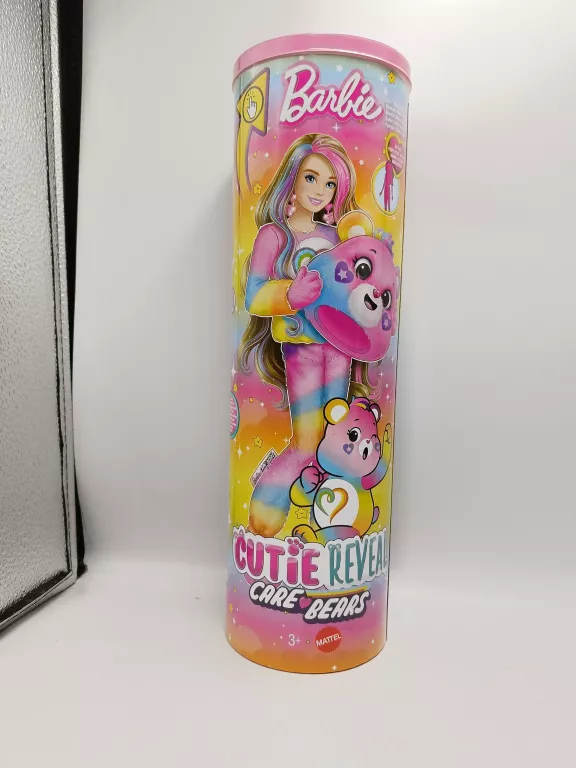 Barbie
CUTIE REVEAL
CARE BEARS
3+
MATTEL